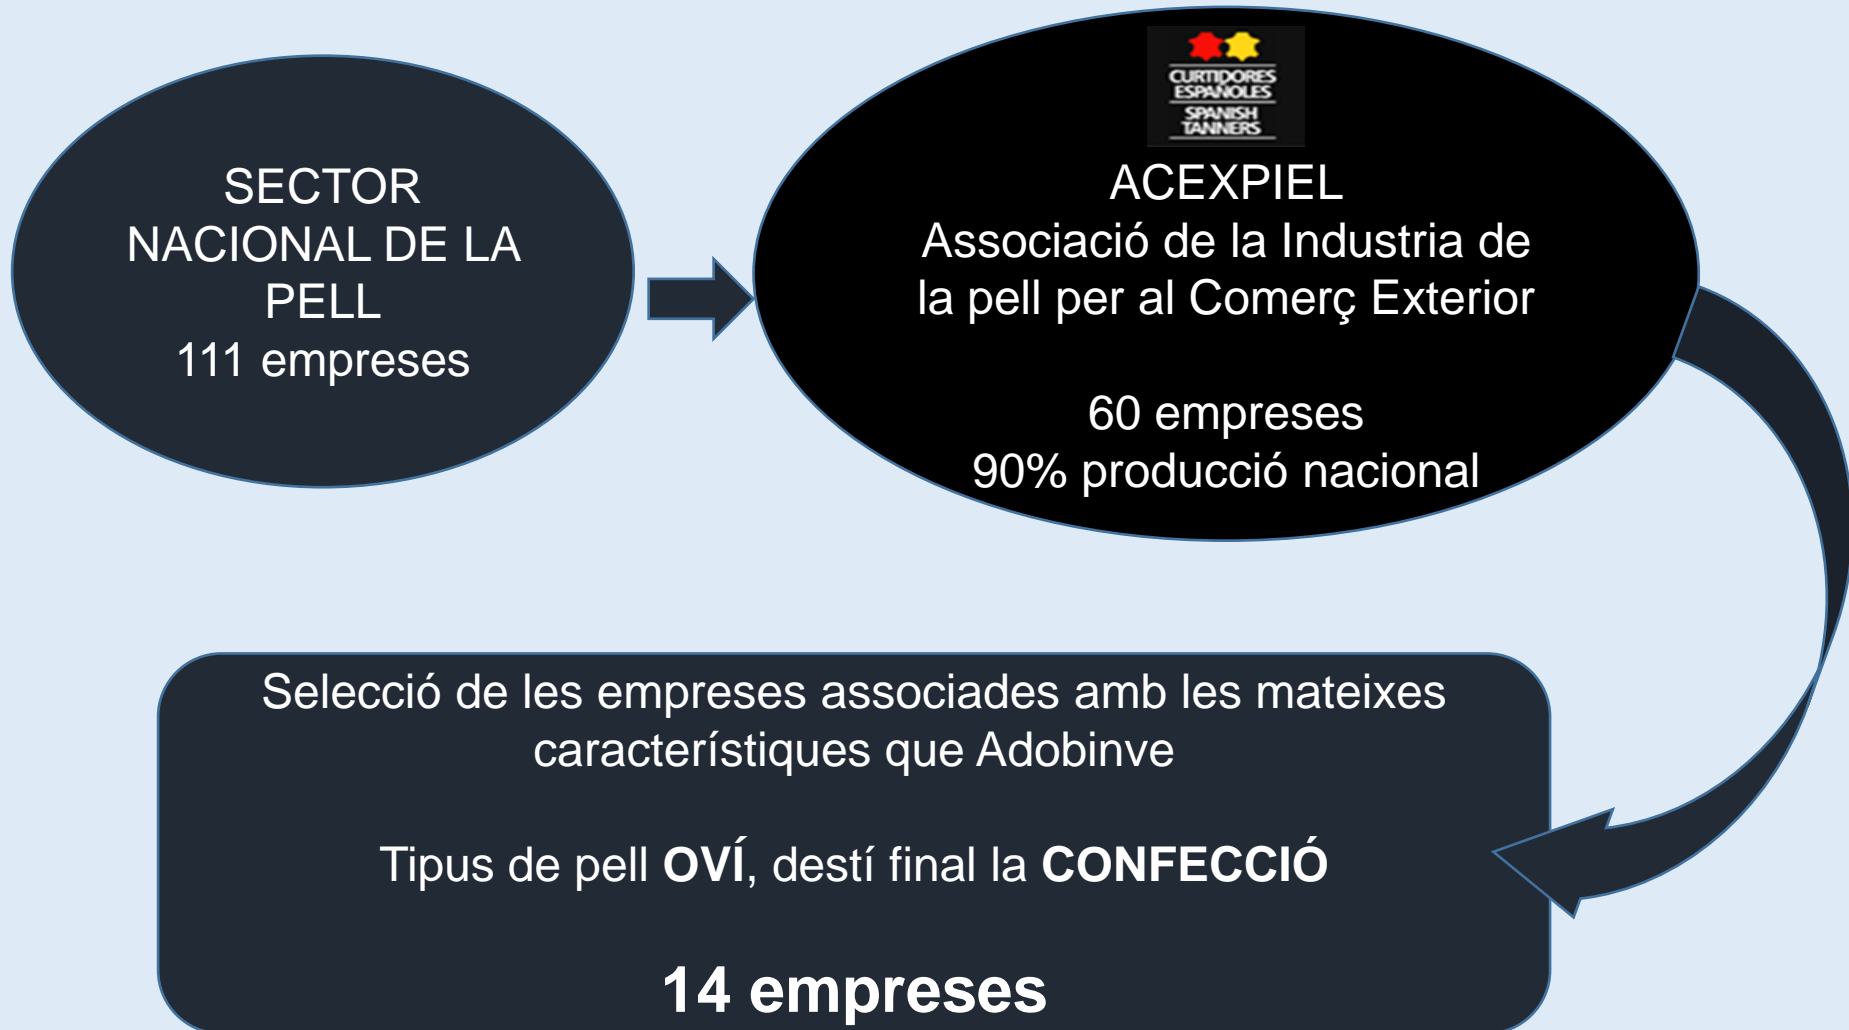 SECTOR
NACIONAL DE LA
PELL
111 empreses
CURTIDORES
ESPAÑOLES
SPANISH
TANNERS
ACEXPIEL
Associació de la Industria de
la pell per al Comerç Exterior
60 empreses
90% producció nacional
Selecció de les empreses associades amb les mateixes
característiques que Adobinve
Tipus de pell OVÍ, destí final la CONFECCIÓ
14 empreses